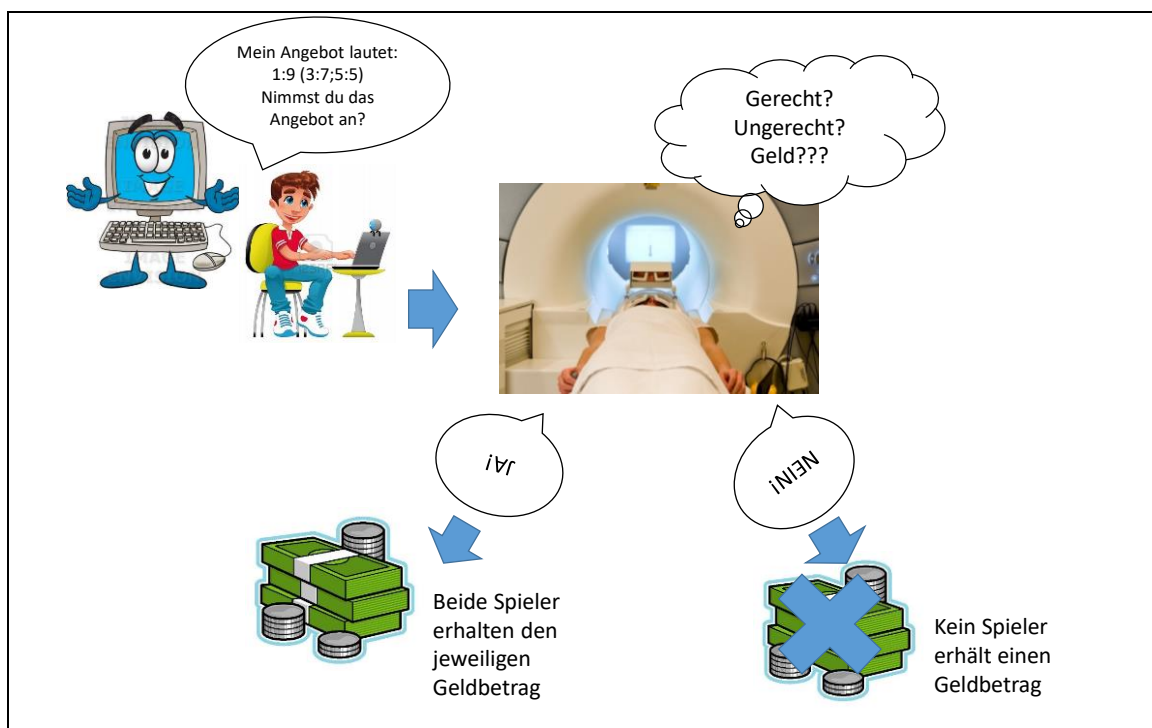 Mein Angebot lautet:
1:9 (3:7;5:5)
Nimmst du das
Angebot an?
Gerecht?
Ungerecht?
Geld???
JA!
NEIN!
Beide Spieler
erhalten den
jeweiligen
Geldbetrag
Kein Spieler
erhält einen
Geldbetrag